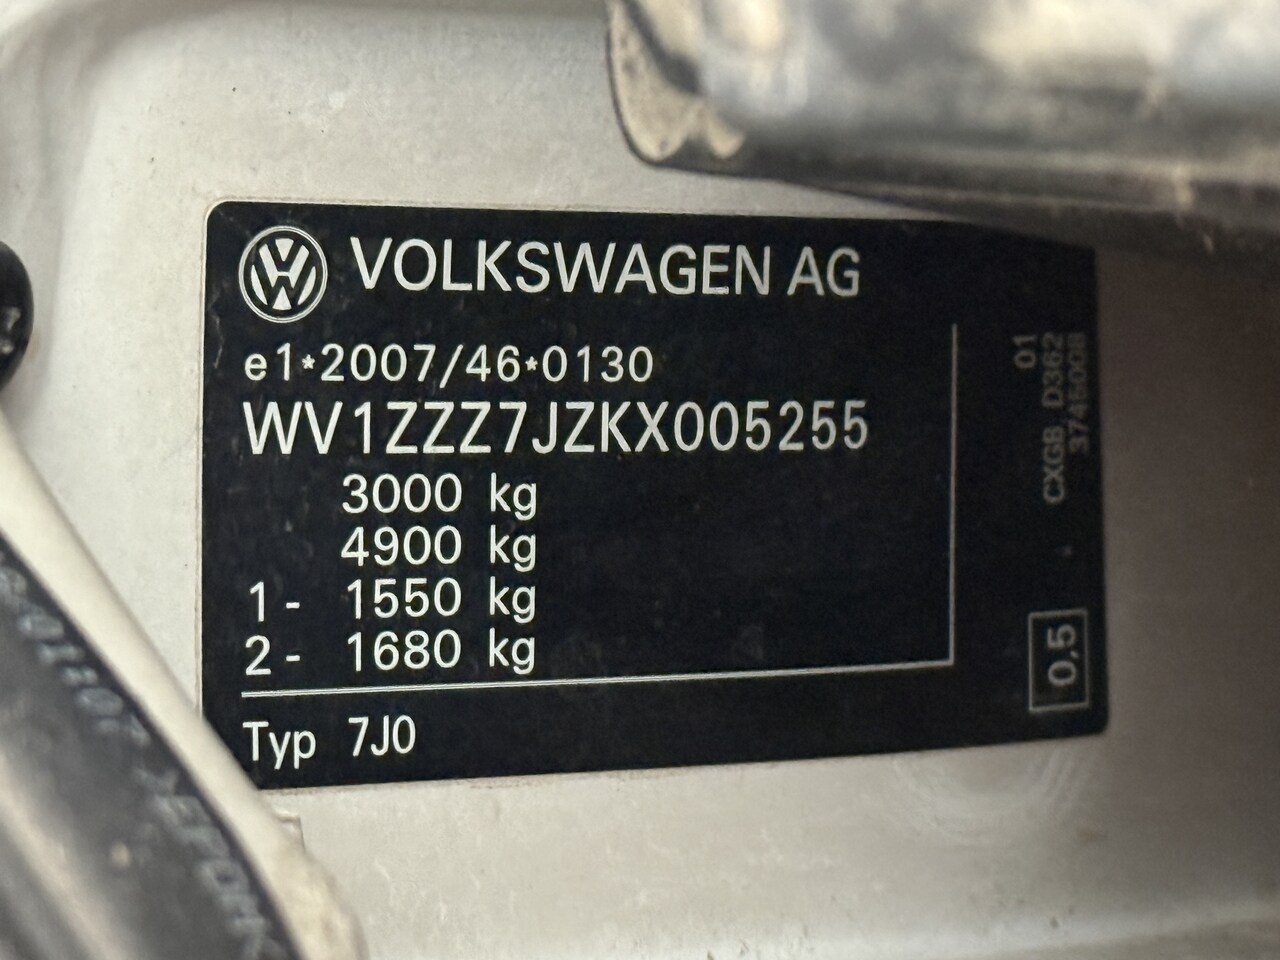 VOLKSWAGEN AG
e1*2007/46*0130
WV1ZZZ7JZKX005255
3000 kg
4900 kg
1- 1550 kg
2- 1680 kg
Typ 7J0
01
CXGB D362
3745008
0,5